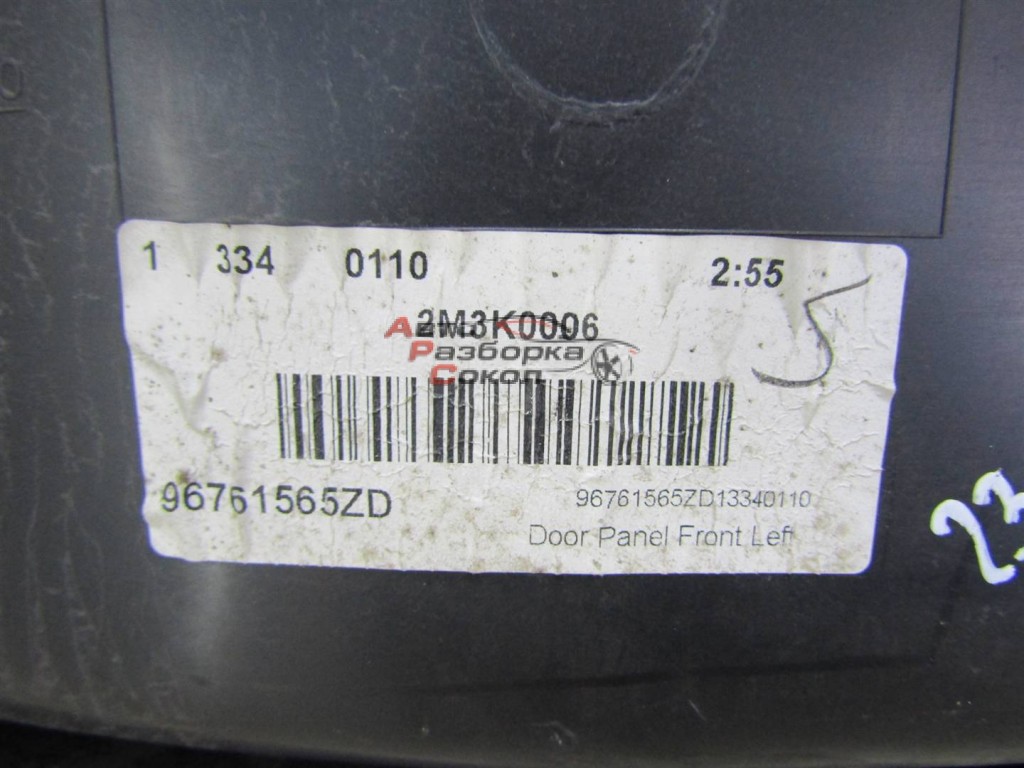 1 334 0110 2:55
2M3K0006
Авто
Разборка
Сокол
96761565ZD
96761565ZD13340110
Door Panel Front Left
5
23